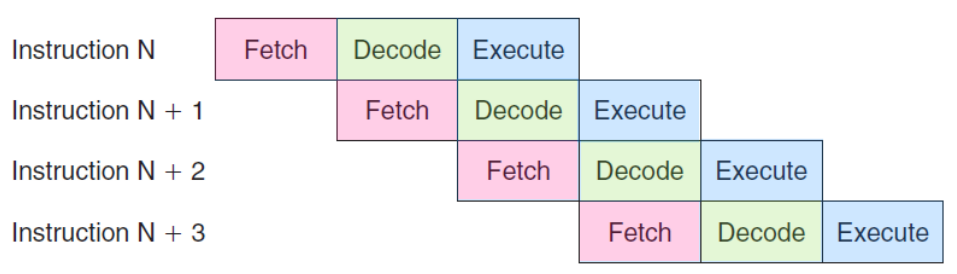 Instruction N Fetch Decode Execute
Instruction N + 1 Fetch Decode Execute
Instruction N + 2 Fetch Decode Execute
Instruction N + 3 Fetch Decode Execute